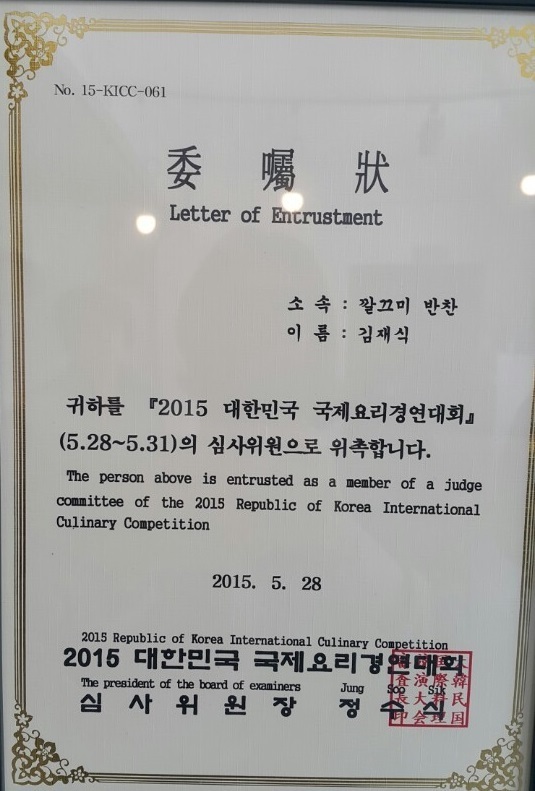 No. 15-KICC-061
委 囑 狀
Letter of Entrustment
소 속 : 깔끄미 반찬
이 름 : 김재식
귀하를 『2015 대한민국 국제요리경연대회』
(5.28~5.31)의 심사위원으로 위촉합니다.
The person above is entrusted as a member of a judge
committee of the 2015 Republic of Korea International
Culinary Competition
2015. 5. 28
2015 Republic of Korea International Culinary Competition
2015 대한민국 국제요리경연대회
The president of the board of examiners Jung Soo Sik
심 사 위 원 장 정 수 식